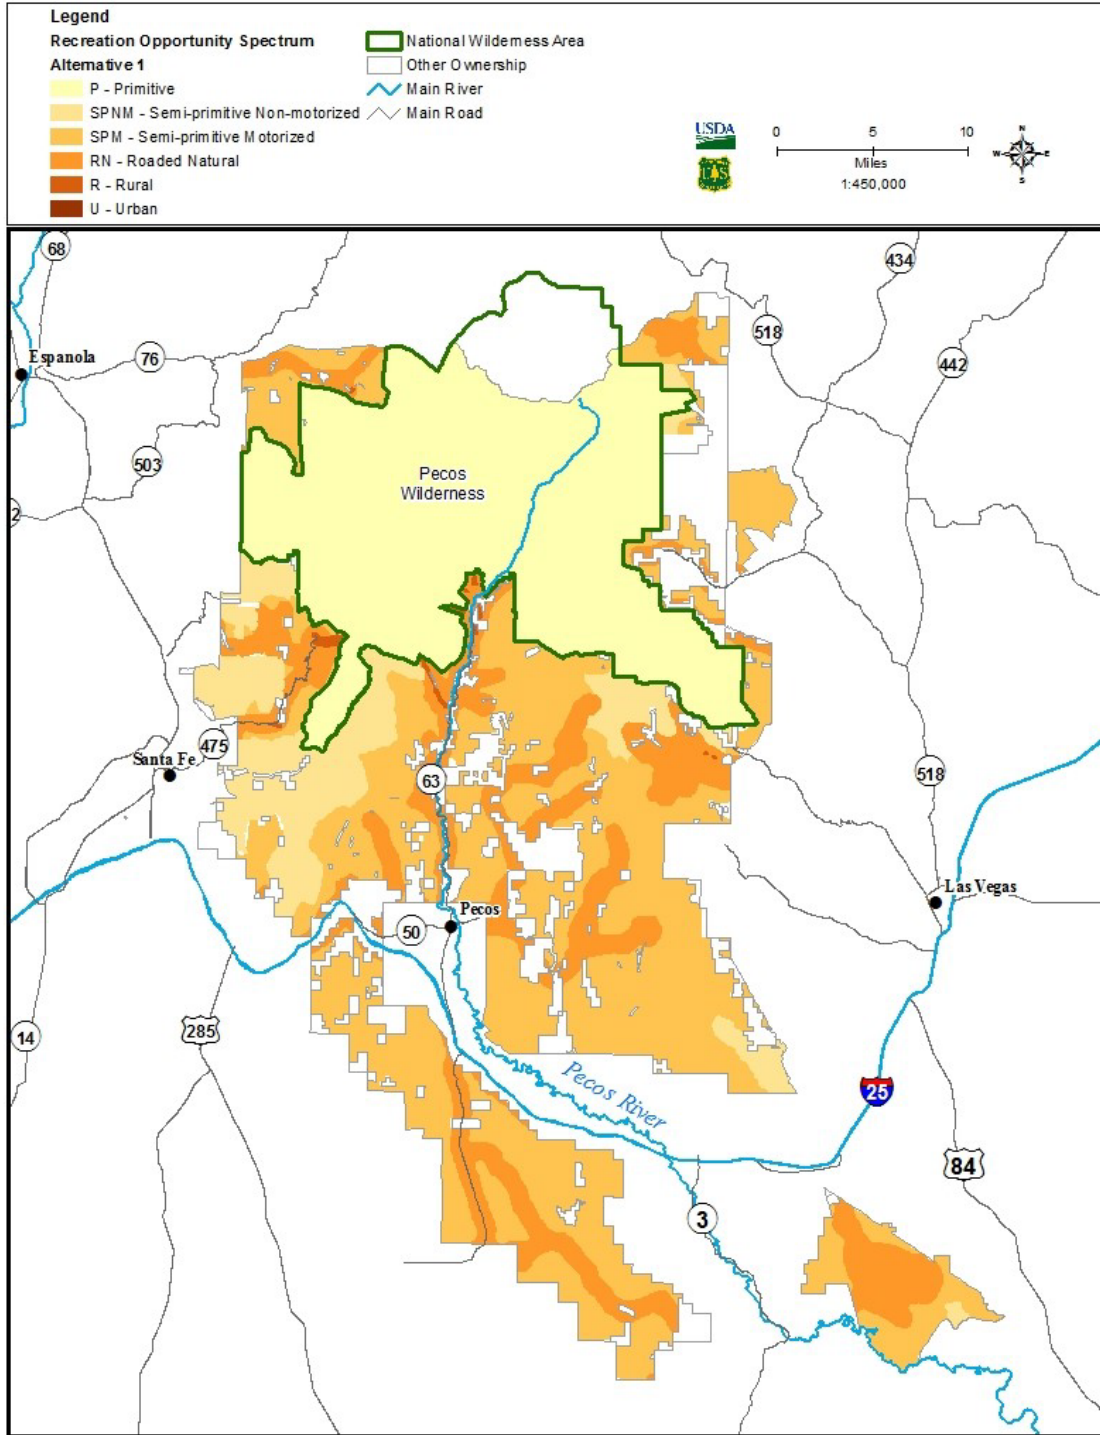 Legend
Recreation Opportunity Spectrum
Alternative 1
P - Primitive
SPNM - Semi-primitive Non-motorized
SPM - Semi-primitive Motorized
RN - Roaded Natural
R - Rural
U - Urban
National Wilderness Area
Other Ownership
Main River
Main Road
USDA
0 5 10
Miles
1:450,000
N
W E
S
68
434
518
Espanola
76
442
503
Pecos
Wilderness
2
475
Santa Fe
63
518
Las Vegas
Pecos
50
285
14
Pecos River
25
84
3